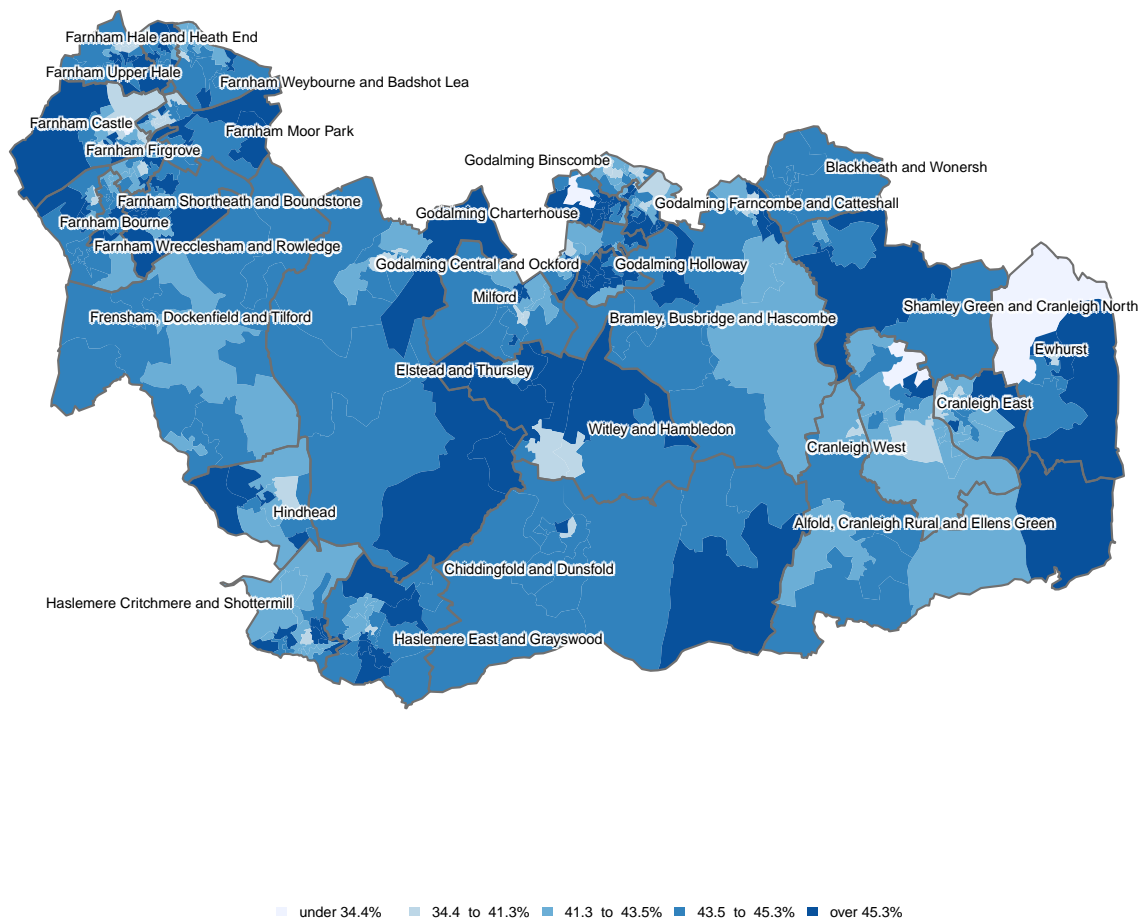 Farnham Hale and Heath End
Farnham Upper Hale
Farnham Weybourne and Badshot Lea
Farnham Castle
Farnham Moor Park
Farnham Firgrove
Godalming Binscombe
Blackheath and Wonersh
Farnham Shortheath and Boundstone
Godalming Farncombe and Catteshall
Godalming Charterhouse
Farnham Bourne
Farnham Wrecclesham and Rowledge
Godalming Central and Ockford
Godalming Holloway
Milford
Shamley Green and Cranleigh North
Frensham, Dockenfield and Tilford
Bramley, Busbridge and Hascombe
Ewhurst
Elstead and Thursley
Cranleigh East
Witley and Hambledon
Cranleigh West
Hindhead
Alfold, Cranleigh Rural and Ellens Green
Chiddingfold and Dunsfold
Haslemere Critchmere and Shottermill
Haslemere East and Grayswood
under 34.4% 34.4 to 41.3% 41.3 to 43.5% 43.5 to 45.3% over 45.3%